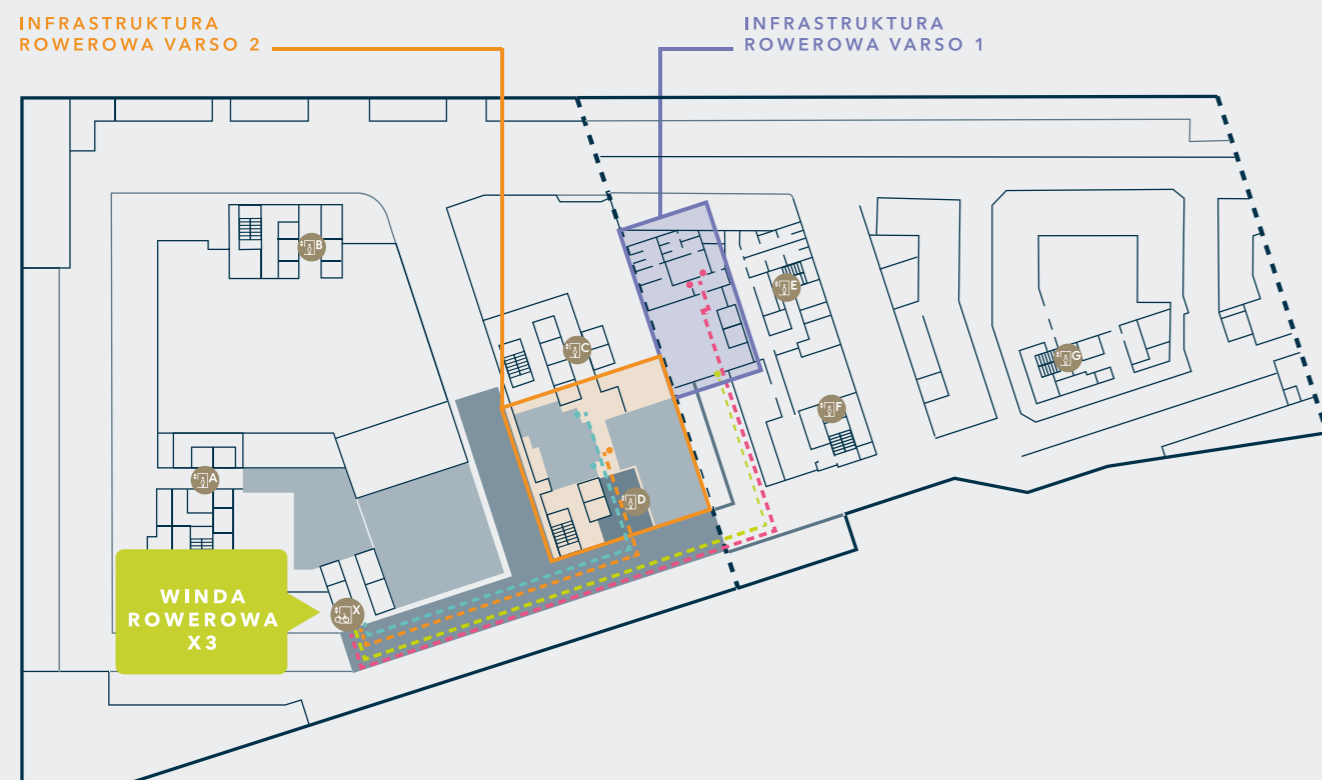 INFRASTRUKTURA
ROWEROWA VARSO 2
INFRASTRUKTURA
ROWEROWA VARSO 1
B
E
C
G
F
A
D
X
WINDA
ROWEROWA
X3